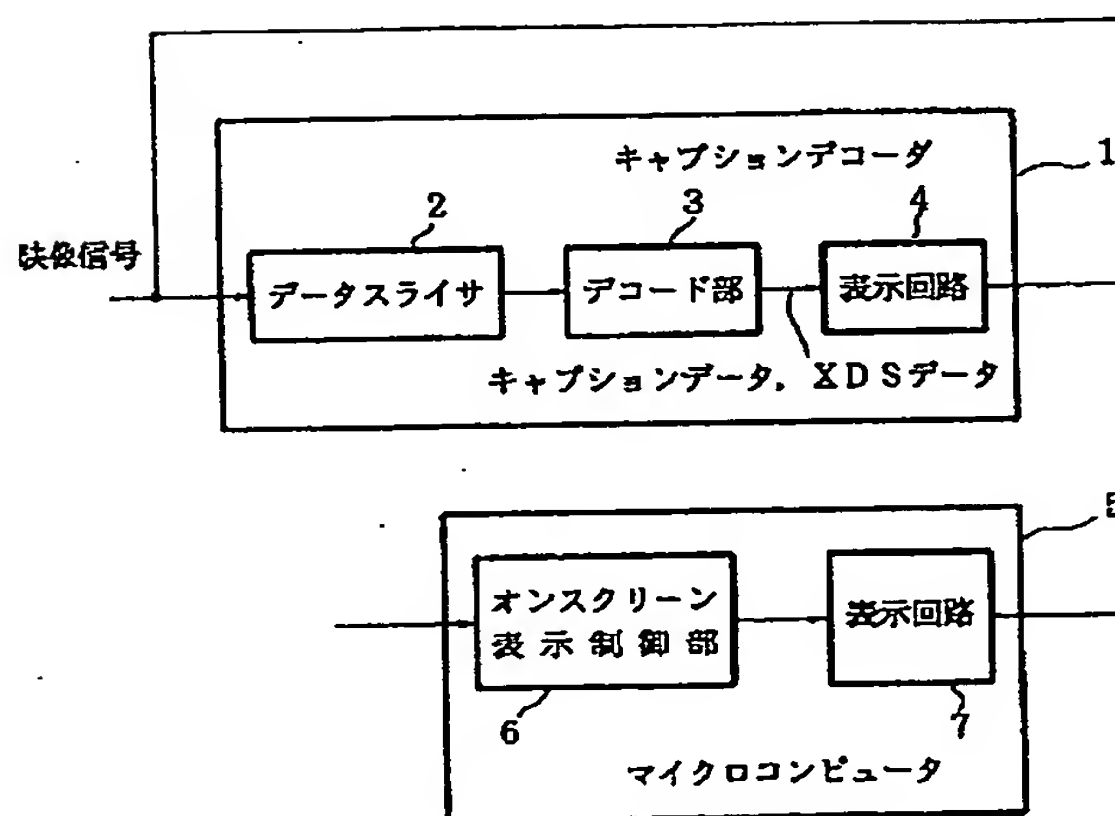 キャプションデコーダ
1
2
3
4
映像信号
データスライサ
デコード部
表示回路
キャプションデータ,XDSデータ
5
オンスクリーン
表示制御部
表示回路
6
7
マイクロコンピュータ